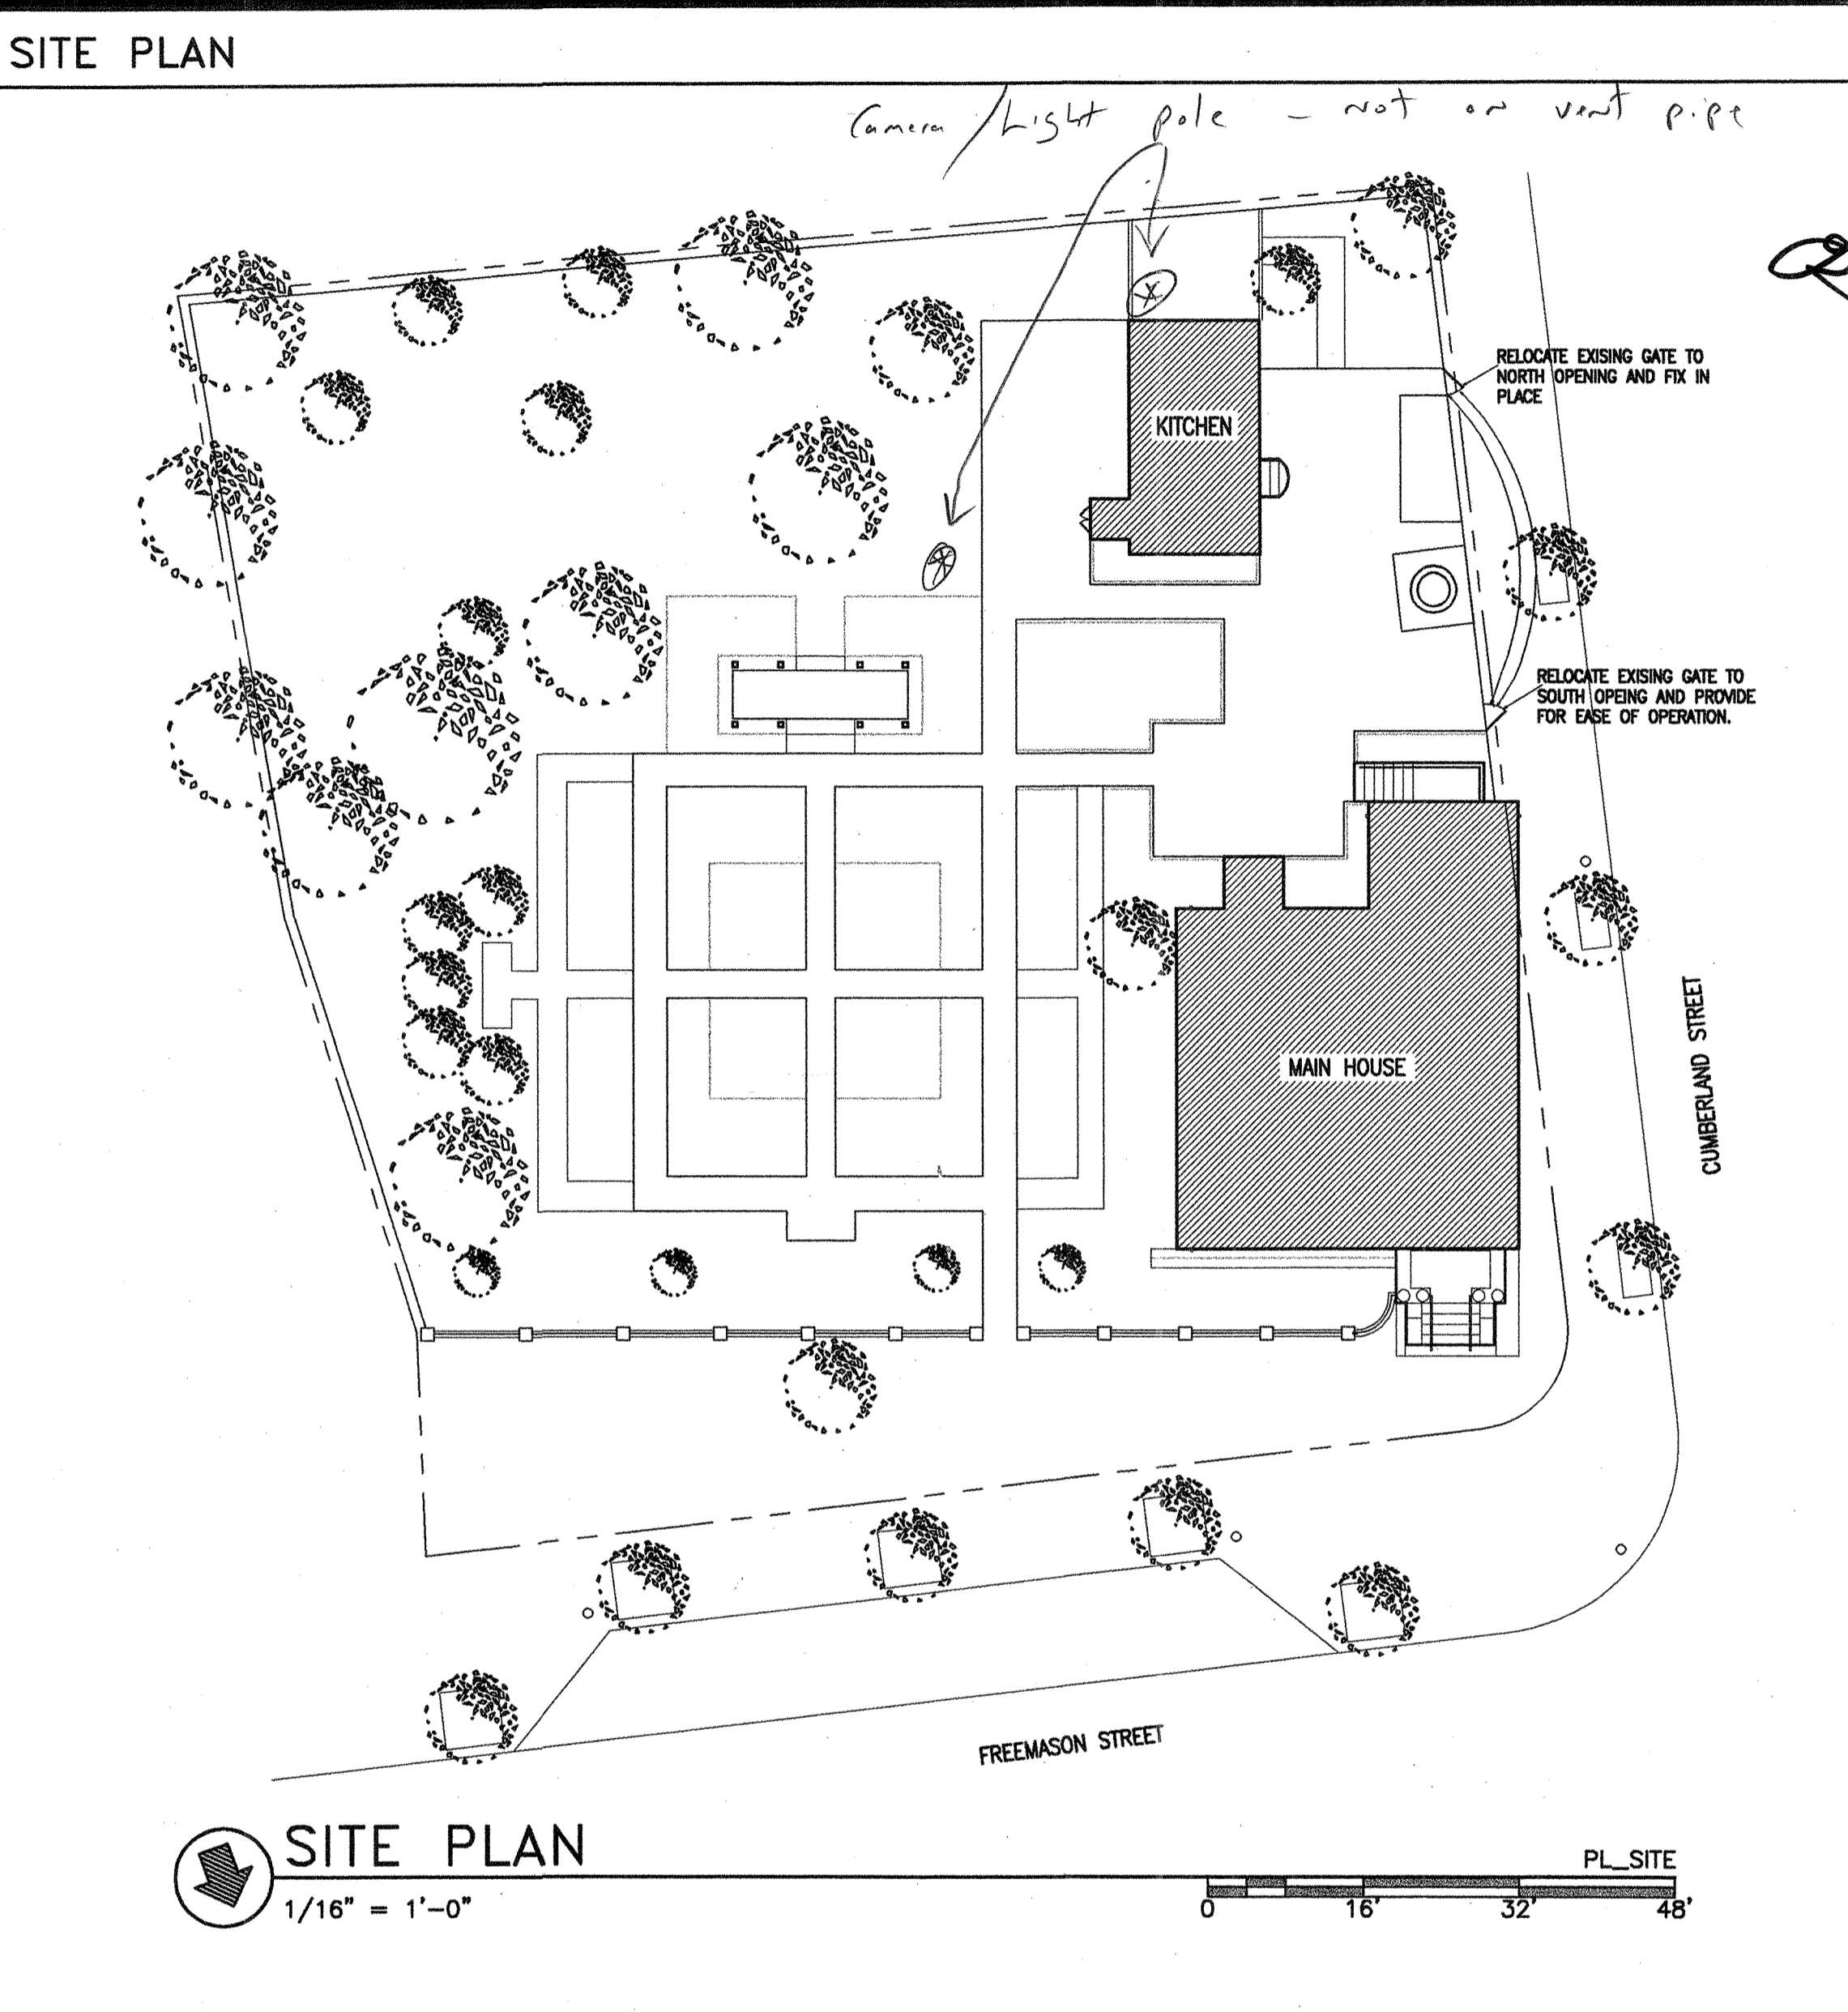 SITE PLAN
Camera / Light pole - not on vent pipe
RELOCATE EXISING GATE TO
NORTH OPENING AND FIX IN
PLACE
KITCHEN
RELOCATE EXISING GATE TO
SOUTH OPEING AND PROVIDE
FOR EASE OF OPERATION.
CUMBERLAND STREET
MAIN HOUSE
FREEMASON STREET
SITE PLAN
PL_SITE
1/16" = 1'-0"
0 16' 32' 48'